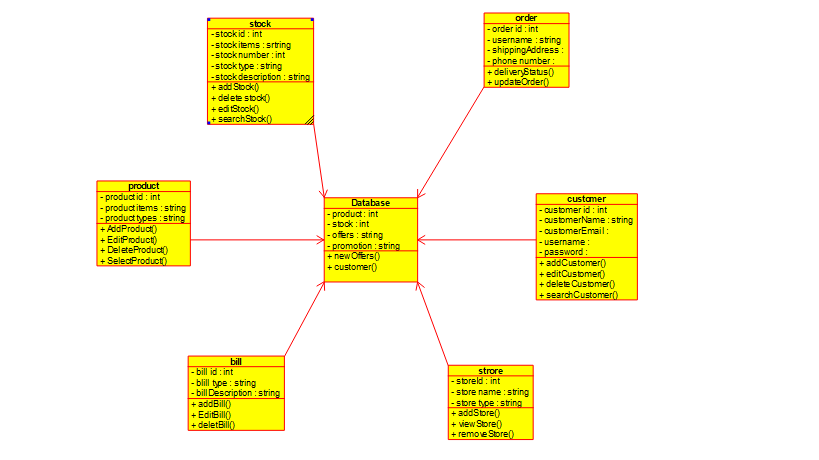 stock
- stock id : int
- stock items : srtring
- stock number : int
- stock type : string
- stock description : string
+ addStock()
+ delete stock()
+ editStock()
+ searchStock()
order
- order id : int
- username : string
- shippingAddress :
- phone number :
+ deliveryStatus()
+ updateOrder()
product
- product id : int
- product items : string
- product types : string
+ AddProduct()
+ EditProduct()
+ DeleteProduct()
+ SelectProduct()
Database
- product : int
- stock : int
- offers : string
- promotion : string
+ newOffers()
+ customer()
customer
- customer id : int
- customerName : string
- customerEmail :
- username :
- password :
+ addCustomer()
+ editCustomer()
+ deleteCustomer()
+ searchCustomer()
bill
- bill id : int
- blill type : string
- billDescription : string
+ addBill()
+ EditBill()
+ deletBill()
strore
- storeId : int
- store name : string
- store type : string
+ addStore()
+ viewStore()
+ removeStore()